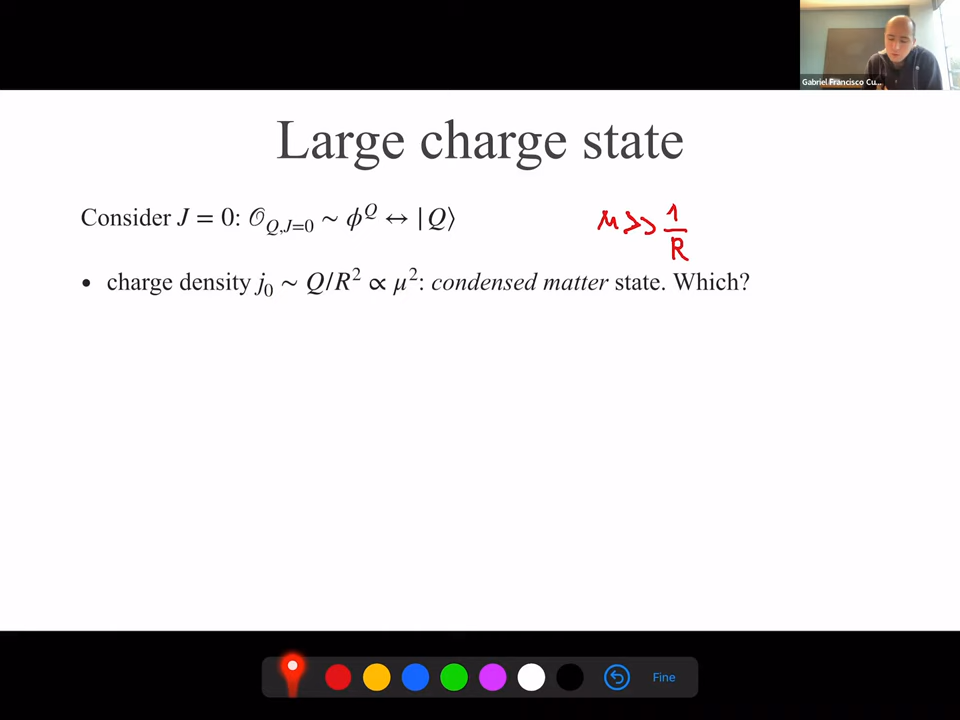 Gabriel Francisco Cu...
Large charge state
Consider J = 0: 𝒪_{Q,J=0} ∼ ϕ^Q ↔ |Q⟩
μ >> 1/R
• charge density j₀ ∼ Q/R² ∝ μ²: condensed matter state. Which?
Fine